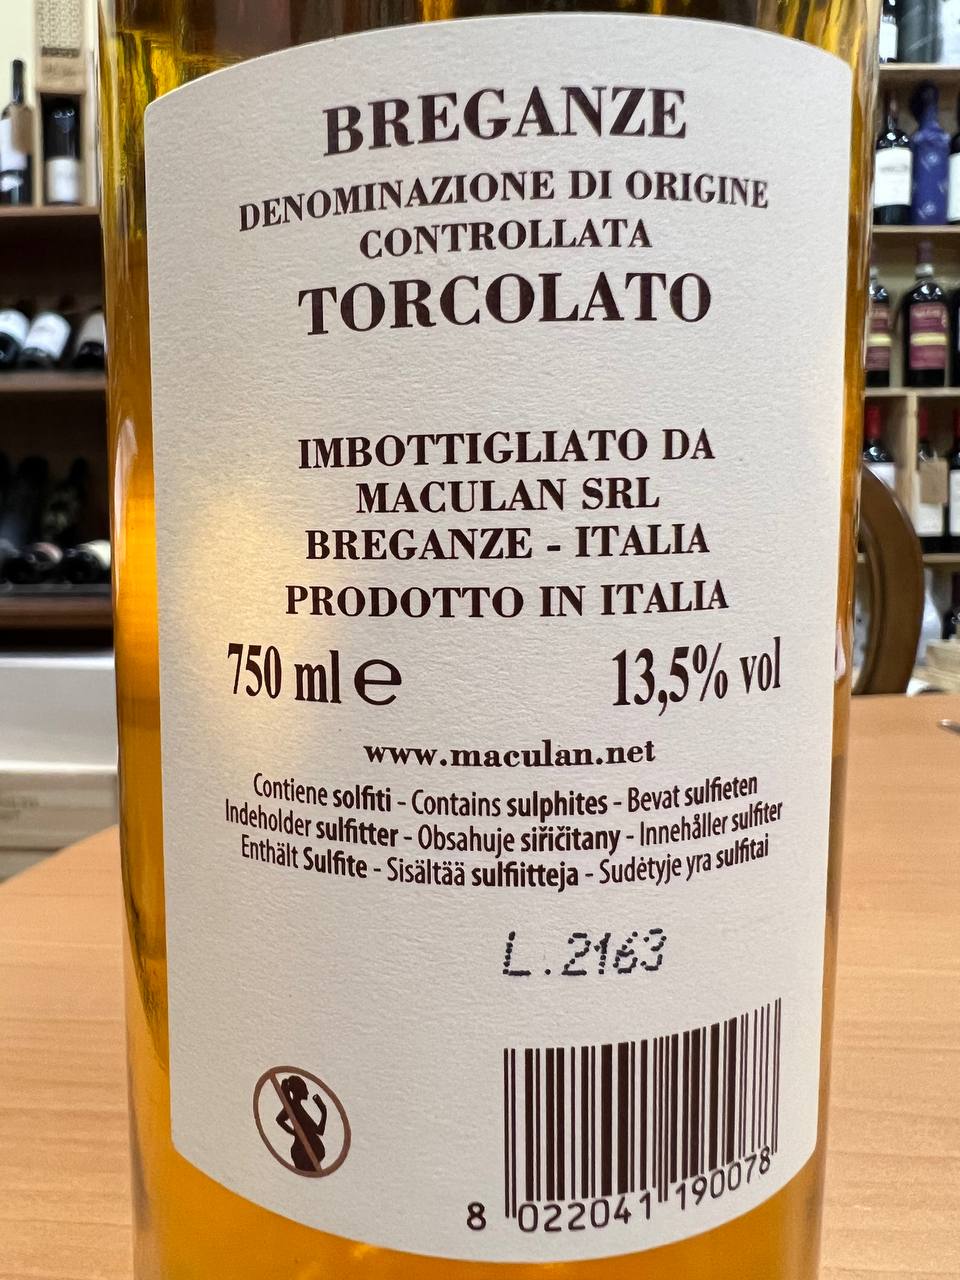 BREGANZE
DENOMINAZIONE DI ORIGINE
CONTROLLATA
TORCOLATO
IMBOTTIGLIATO DA
MACULAN SRL
BREGANZE - ITALIA
PRODOTTO IN ITALIA
750 ml e 13,5% vol
www.maculan.net
Contiene solfiti - Contains sulphites - Bevat sulfieten
Indeholder sulfitter - Obsahuje siřičitany - Innehåller sulfiter
Enthält Sulfite - Sisältää sulfiitteja - Sudėtyje yra sulfitai
L.2163
8 022041 190078